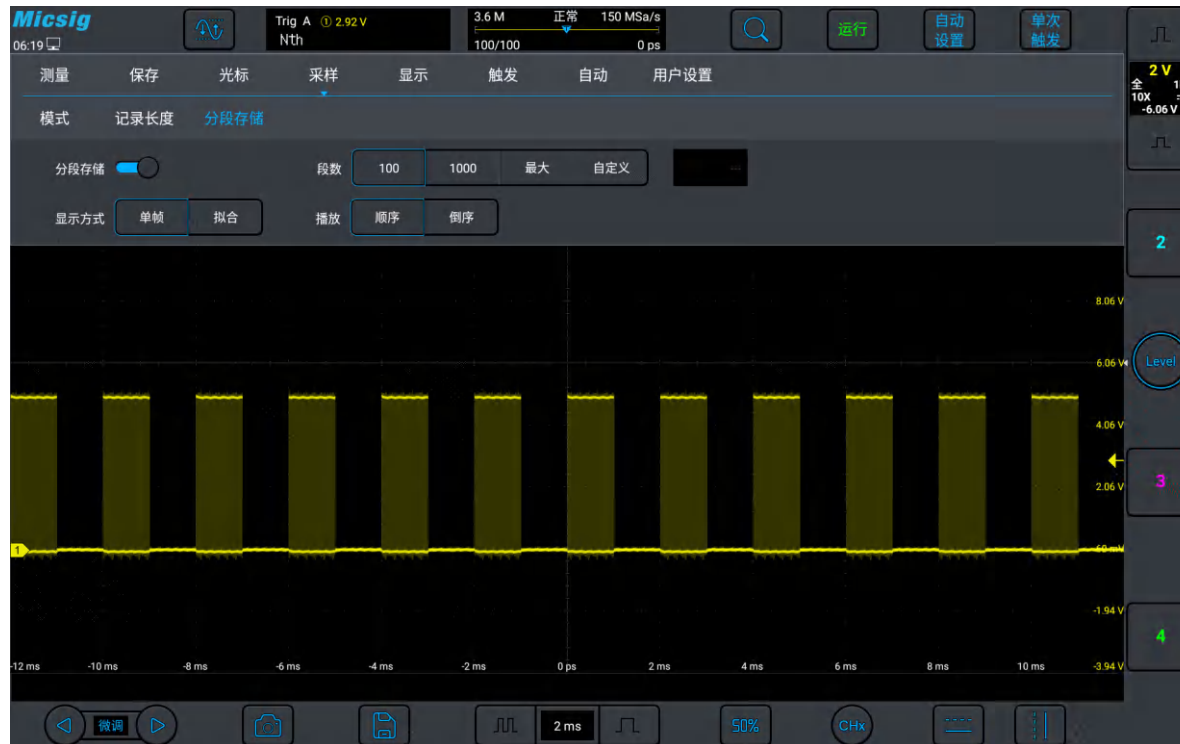 Micsig
06:19
Trig A ① 2.92 V
Nth
3.6 M 正常 150 MSa/s
100/100 0 ps
运行
自动
设置
单次
触发
测量 保存 光标 采样 显示 触发 自动 用户设置
模式 记录长度 分段存储
分段存储 段数 100 1000 最大 自定义 ...
显示方式 单帧 拟合 播放 顺序 倒序
2 V
全 1
10X =
-6.06 V
2
Level
3
4
8.06 V
6.06 V
4.06 V
2.06 V
1
-60 mV
-1.94 V
-3.94 V
-12 ms -10 ms -8 ms -6 ms -4 ms -2 ms 0 ps 2 ms 4 ms 6 ms 8 ms 10 ms
微调 2 ms 50% CHx